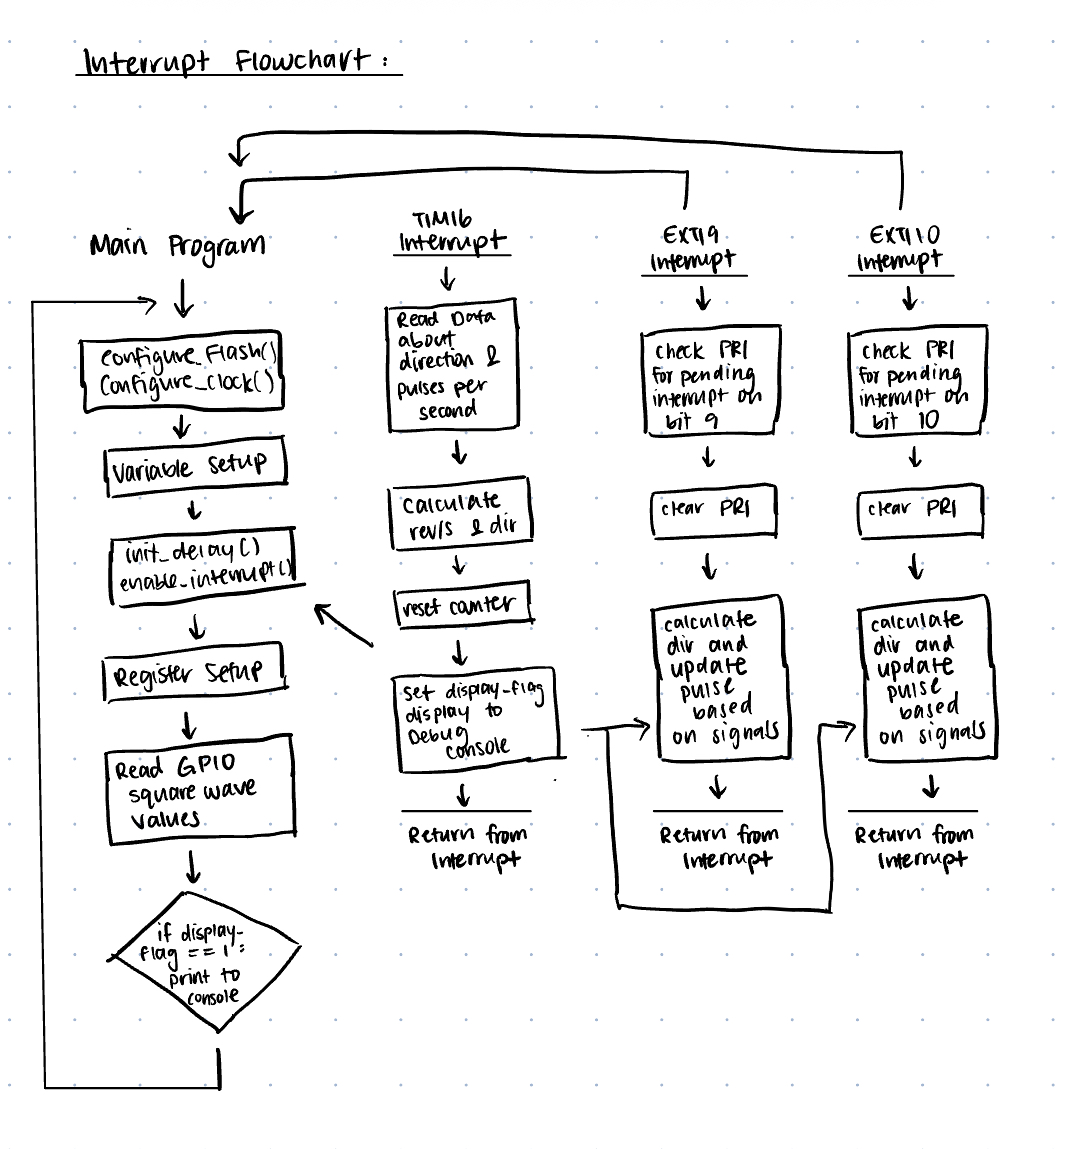 Interrupt Flowchart :
Main Program
configure_Flash()
Configure_clock()
Variable Setup
init_delay()
enable_interrupt()
Register Setup
Read GPIO
square wave
values
if display-
flag == 1 :
print to
console
TIM16
Interrupt
Read Data
about
direction &
pulses per
second
Calculate
rev/s & dir
reset counter
set display-flag
display to
Debug
console
Return from
Interrupt
EXTI9
Interrupt
check PR1
for pending
interrupt on
bit 9
clear PR1
calculate
dir and
update
pulse
based
on signals
Return from
Interrupt
EXTI10
Interrupt
check PR1
for pending
interrupt on
bit 10
clear PR1
calculate
dir and
update
pulse
based
on signals
Return from
Interrupt